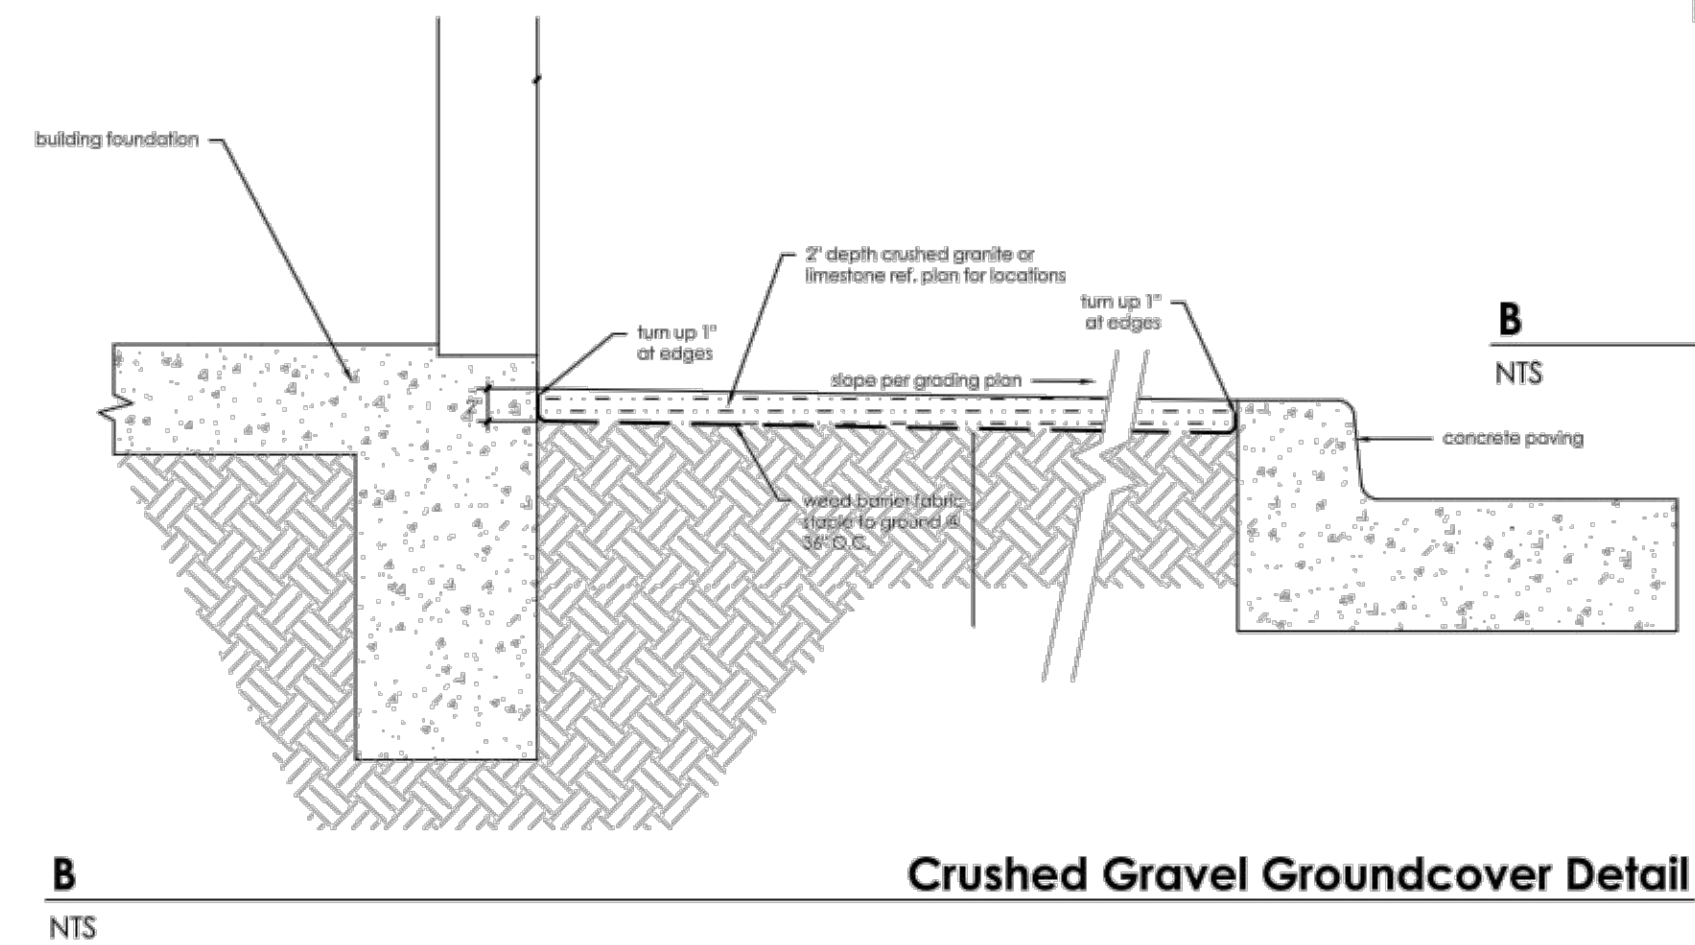 building foundation
2" depth crushed granite or
limestone ref. plan for locations
turn up 1"
at edges
turn up 1"
at edges
B
NTS
slope per grading plan
2"
concrete paving
weed barrier fabric
staple to ground @
36" O.C.
B
Crushed Gravel Groundcover Detail
NTS